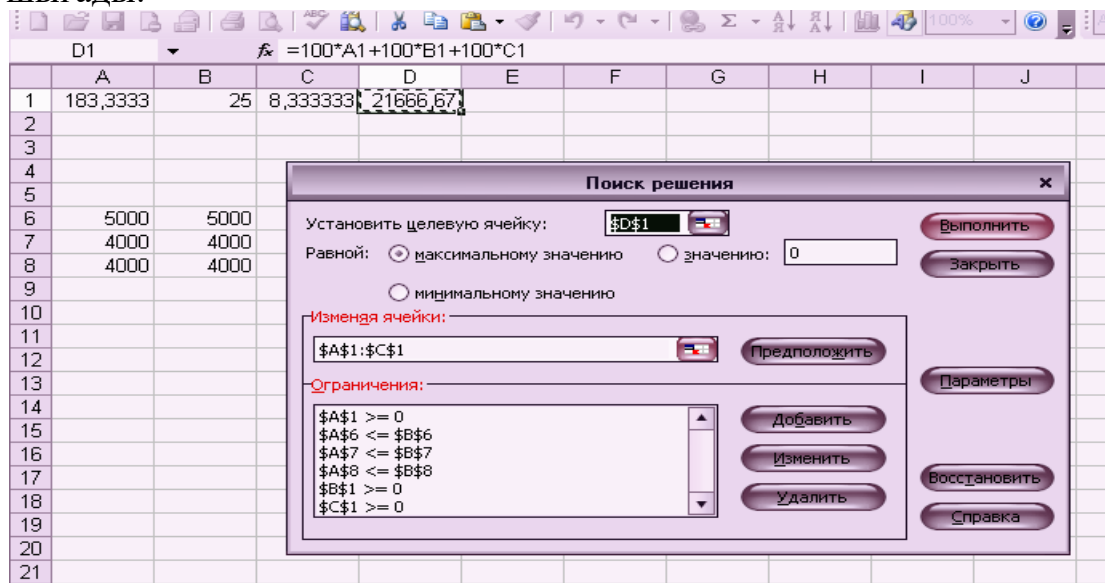 шығады.
100%
D1 fx =100*A1+100*B1+100*C1
A B C D E F G H I J
1 183,3333 25 8,333333 21666,67
2
3
4
5
6 5000 5000
7 4000 4000
8 4000 4000
9
10
11
12
13
14
15
16
17
18
19
20
21
Поиск решения
Установить целевую ячейку: $D$1
Выполнить
Равной: максимальному значению значению: 0
Закрыть
минимальному значению
Изменяя ячейки:
$A$1:$C$1
Предположить
Параметры
Ограничения:
$A$1 >= 0
$A$6 <= $B$6
$A$7 <= $B$7
$A$8 <= $B$8
$B$1 >= 0
$C$1 >= 0
Добавить
Изменить
Удалить
Восстановить
Справка